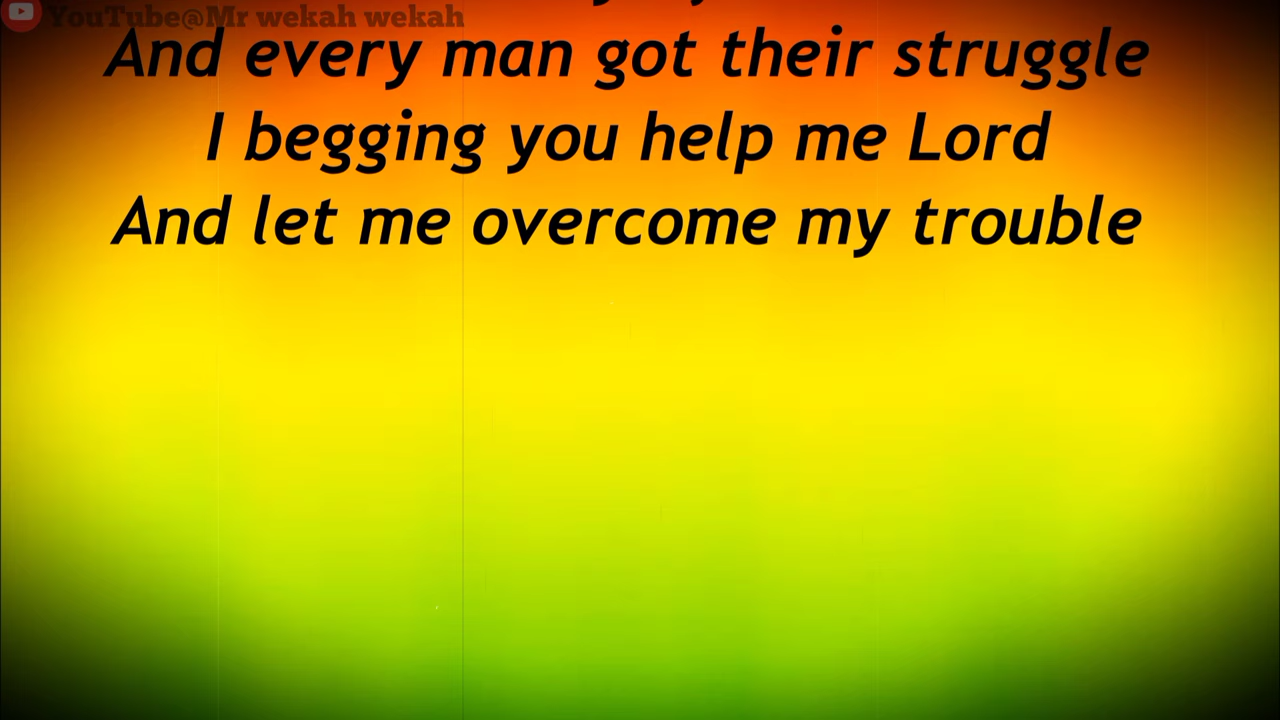 YouTube@Mr wekah wekah
And every man got their struggle
I begging you help me Lord
And let me overcome my trouble